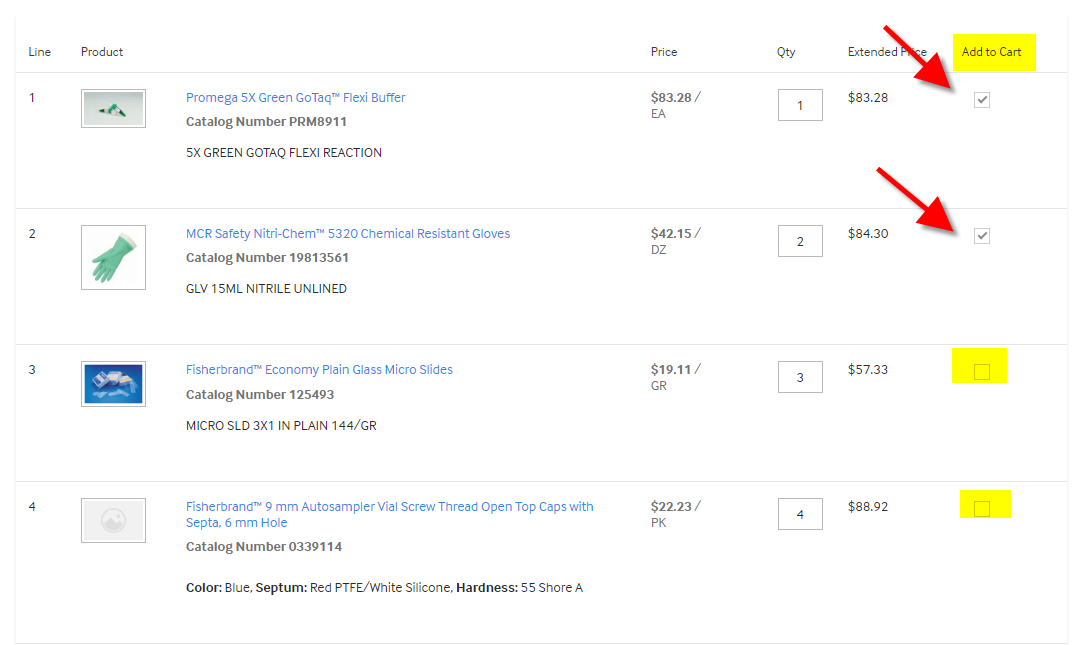 Line Product Price Qty Extended Price Add to Cart
1 Promega 5X Green GoTaq™ Flexi Buffer $83.28 / 1 $83.28
EA
Catalog Number PRM8911
5X GREEN GOTAQ FLEXI REACTION
2 MCR Safety Nitri-Chem™ 5320 Chemical Resistant Gloves $42.15 / 2 $84.30
DZ
Catalog Number 19813561
GLV 15ML NITRILE UNLINED
3 Fisherbrand™ Economy Plain Glass Micro Slides $19.11 / 3 $57.33
GR
Catalog Number 125493
MICRO SLD 3X1 IN PLAIN 144/GR
4 Fisherbrand™ 9 mm Autosampler Vial Screw Thread Open Top Caps with $22.23 / 4 $88.92
Septa, 6 mm Hole PK
Catalog Number 0339114
Color: Blue, Septum: Red PTFE/White Silicone, Hardness: 55 Shore A